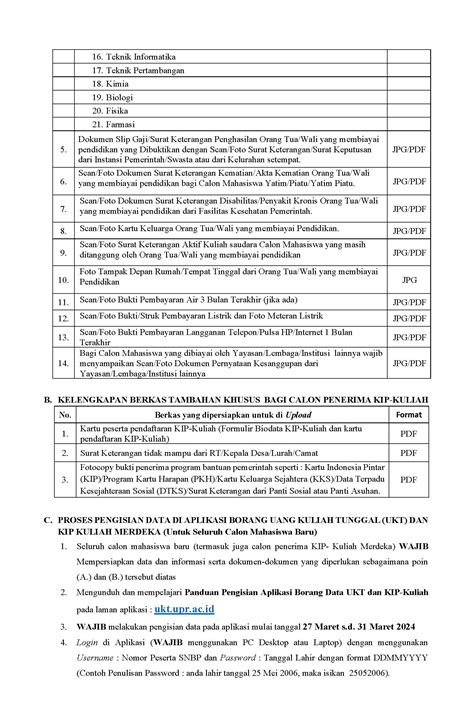 16. Teknik Informatika
17. Teknik Pertambangan
18. Kimia
19. Biologi
20. Fisika
21. Farmasi
5. Dokumen Slip Gaji/Surat Keterangan Penghasilan Orang Tua/Wali yang membiayai
pendidikan yang Dibuktikan dengan Scan/Foto Surat Keterangan/Surat Keputusan
dari Instansi Pemerintah/Swasta atau dari Kelurahan setempat. JPG/PDF
6. Scan/Foto Dokumen Surat Keterangan Kematian/Akta Kematian Orang Tua/Wali
yang membiayai pendidikan bagi Calon Mahasiswa Yatim/Piatu/Yatim Piatu. JPG/PDF
7. Scan/Foto Dokumen Surat Keterangan Disabilitas/Penyakit Kronis Orang Tua/Wali
yang membiayai pendidikan dari Fasilitas Kesehatan Pemerintah. JPG/PDF
8. Scan/Foto Kartu Keluarga Orang Tua/Wali yang membiayai Pendidikan. JPG/PDF
9. Scan/Foto Surat Keterangan Aktif Kuliah saudara Calon Mahasiswa yang masih
ditanggung oleh Orang Tua/Wali yang membiayai pendidikan JPG/PDF
10. Foto Tampak Depan Rumah/Tempat Tinggal dari Orang Tua/Wali yang membiayai
Pendidikan JPG
11. Scan/Foto Bukti Pembayaran Air 3 Bulan Terakhir (jika ada) JPG/PDF
12. Scan/Foto Bukti/Struk Pembayaran Listrik dan Foto Meteran Listrik JPG/PDF
13. Scan/Foto Bukti Pembayaran Langganan Telepon/Pulsa HP/Internet 1 Bulan
Terakhir JPG/PDF
14. Bagi Calon Mahasiswa yang dibiayai oleh Yayasan/Lembaga/Institusi lainnya wajib
menyampaikan Scan/Foto Dokumen Pernyataan Kesanggupan dari
Yayasan/Lembaga/Institusi lainnya JPG/PDF
B. KELENGKAPAN BERKAS TAMBAHAN KHUSUS BAGI CALON PENERIMA KIP-KULIAH
No. Berkas yang dipersiapkan untuk di Upload Format
1. Kartu peserta pendaftaran KIP-Kuliah (Formulir Biodata KIP-Kuliah dan kartu
pendaftaran KIP-Kuliah) PDF
2. Surat Keterangan tidak mampu dari RT/Kepala Desa/Lurah/Camat PDF
3. Fotocopy bukti penerima program bantuan pemerintah seperti : Kartu Indonesia Pintar
(KIP)/Program Kartu Harapan (PKH)/Kartu Keluarga Sejahtera (KKS)/Data Terpadu
Kesejahteraan Sosial (DTKS)/Surat Keterangan dari Panti Sosial atau Panti Asuhan. PDF
C. PROSES PENGISIAN DATA DI APLIKASI BORANG UANG KULIAH TUNGGAL (UKT) DAN
KIP KULIAH MERDEKA (Untuk Seluruh Calon Mahasiswa Baru)
1. Seluruh calon mahasiswa baru (termasuk juga calon penerima KIP- Kuliah Merdeka) WAJIB
Mempersiapkan data dan informasi serta dokumen-dokumen yang diperlukan sebagaimana poin
(A.) dan (B.) tersebut diatas
2. Mengunduh dan mempelajari Panduan Pengisian Aplikasi Borang Data UKT dan KIP-Kuliah
pada laman aplikasi : ukt.upr.ac.id
3. WAJIB melakukan pengisian data pada aplikasi mulai tanggal 27 Maret s.d. 31 Maret 2024
4. Login di Aplikasi (WAJIB menggunakan PC Desktop atau Laptop) dengan menggunakan
Username : Nomor Peserta SNBP dan Password : Tanggal Lahir dengan format DDMMYYYY
(Contoh Penulisan Password : anda lahir tanggal 25 Mei 2006, maka isikan 25052006).